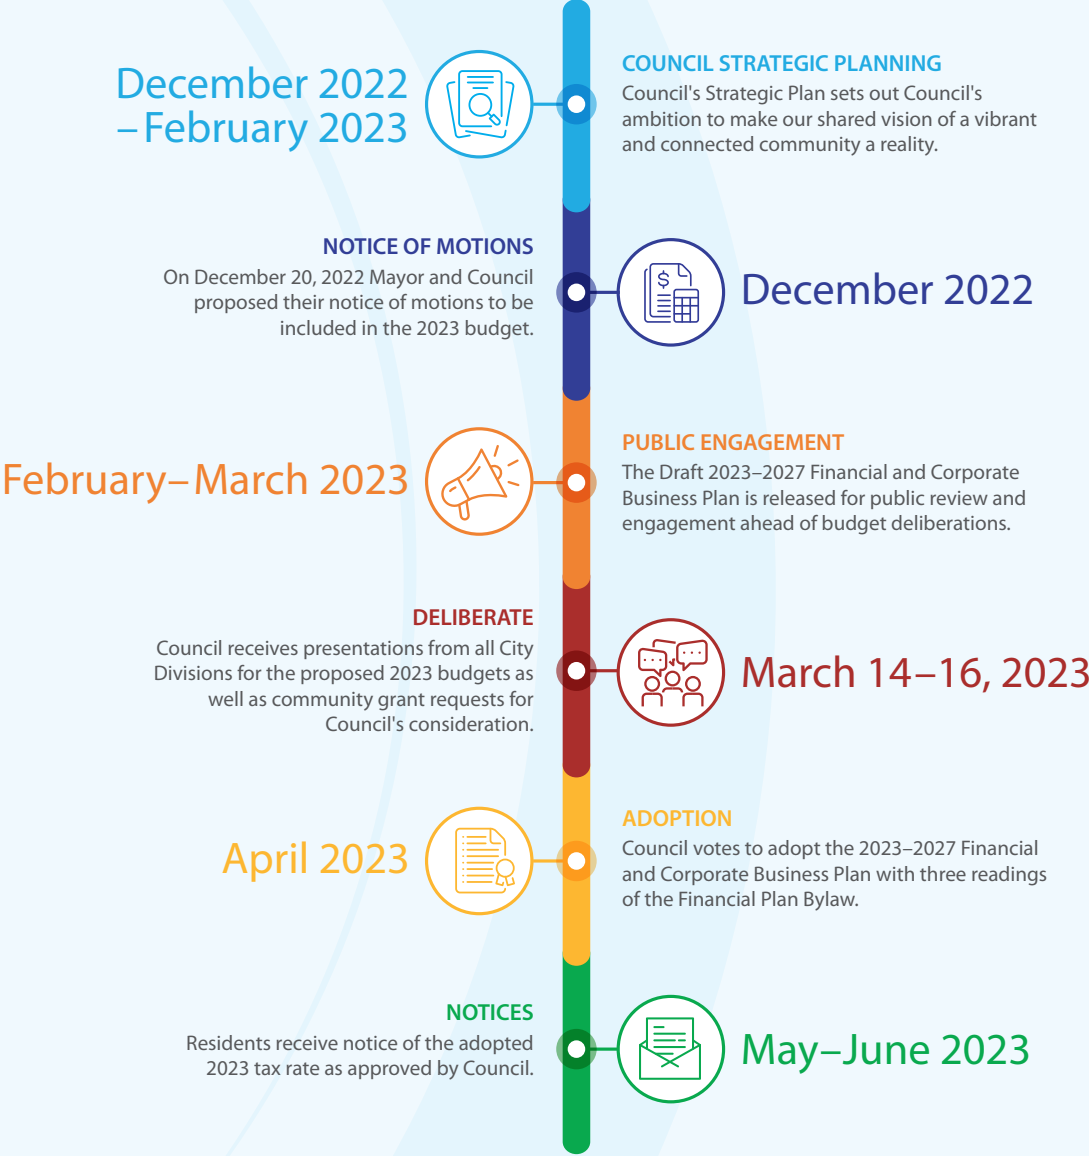 December 2022
– February 2023
COUNCIL STRATEGIC PLANNING
Council's Strategic Plan sets out Council's
ambition to make our shared vision of a vibrant
and connected community a reality.
NOTICE OF MOTIONS
On December 20, 2022 Mayor and Council
proposed their notice of motions to be
included in the 2023 budget.
$
December 2022
February–March 2023
PUBLIC ENGAGEMENT
The Draft 2023–2027 Financial and Corporate
Business Plan is released for public review and
engagement ahead of budget deliberations.
DELIBERATE
Council receives presentations from all City
Divisions for the proposed 2023 budgets as
well as community grant requests for
Council's consideration.
March 14–16, 2023
April 2023
ADOPTION
Council votes to adopt the 2023–2027 Financial
and Corporate Business Plan with three readings
of the Financial Plan Bylaw.
NOTICES
Residents receive notice of the adopted
2023 tax rate as approved by Council.
May–June 2023